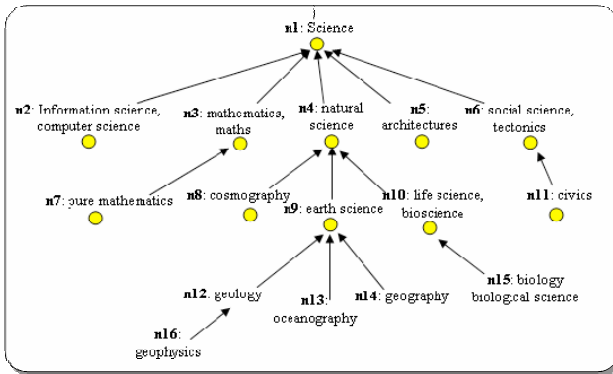 n1: Science
n2: Information science,
computer science
n3: mathematics,
maths
n4: natural
science
n5:
architectures
n6: social science,
tectonics
n7: pure mathematics
n8: cosmography
n9: earth science
n10: life science,
bioscience
n11: civics
n12: geology
n13:
oceanography
n14: geography
n15: biology
biological science
n16:
geophysics